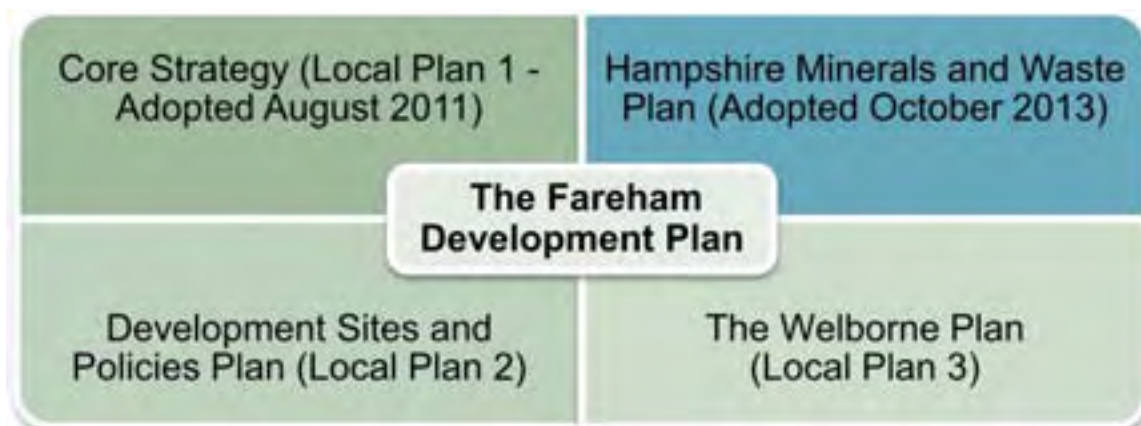 Core Strategy (Local Plan 1 -
Adopted August 2011)
Hampshire Minerals and Waste
Plan (Adopted October 2013)
The Fareham
Development Plan
Development Sites and
Policies Plan (Local Plan 2)
The Welborne Plan
(Local Plan 3)